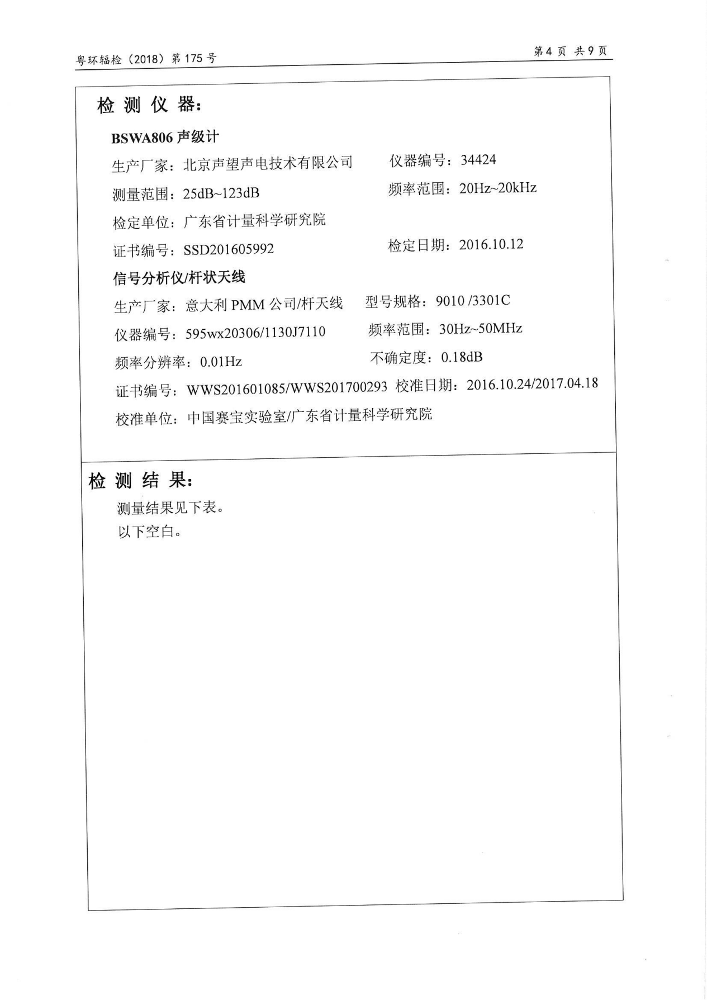 粤环辐检（2018）第 175 号 第 4 页 共 9 页
检 测 仪 器：
BSWA806 声级计
生产厂家：北京声望声电技术有限公司 仪器编号：34424
测量范围：25dB~123dB 频率范围：20Hz~20kHz
检定单位：广东省计量科学研究院
证书编号：SSD201605992 检定日期：2016.10.12
信号分析仪/杆状天线
生产厂家：意大利 PMM 公司/杆天线 型号规格：9010 /3301C
仪器编号：595wx20306/1130J7110 频率范围：30Hz~50MHz
频率分辨率：0.01Hz 不确定度：0.18dB
证书编号：WWS201601085/WWS201700293 校准日期：2016.10.24/2017.04.18
校准单位：中国赛宝实验室/广东省计量科学研究院
检 测 结 果：
测量结果见下表。
以下空白。